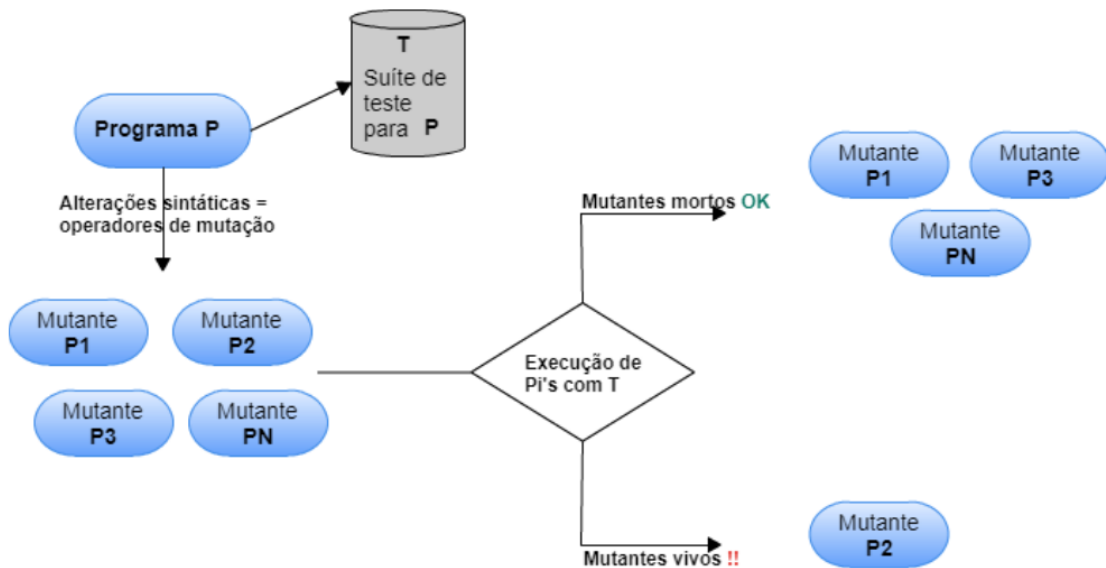 T
Suíte de
teste
para P
Programa P
Alterações sintáticas =
operadores de mutação
Mutante
P1
Mutante
P2
Mutante
P3
Mutante
PN
Execução de
Pi's com T
Mutantes mortos OK
Mutante
P1
Mutante
P3
Mutante
PN
Mutantes vivos !!
Mutante
P2